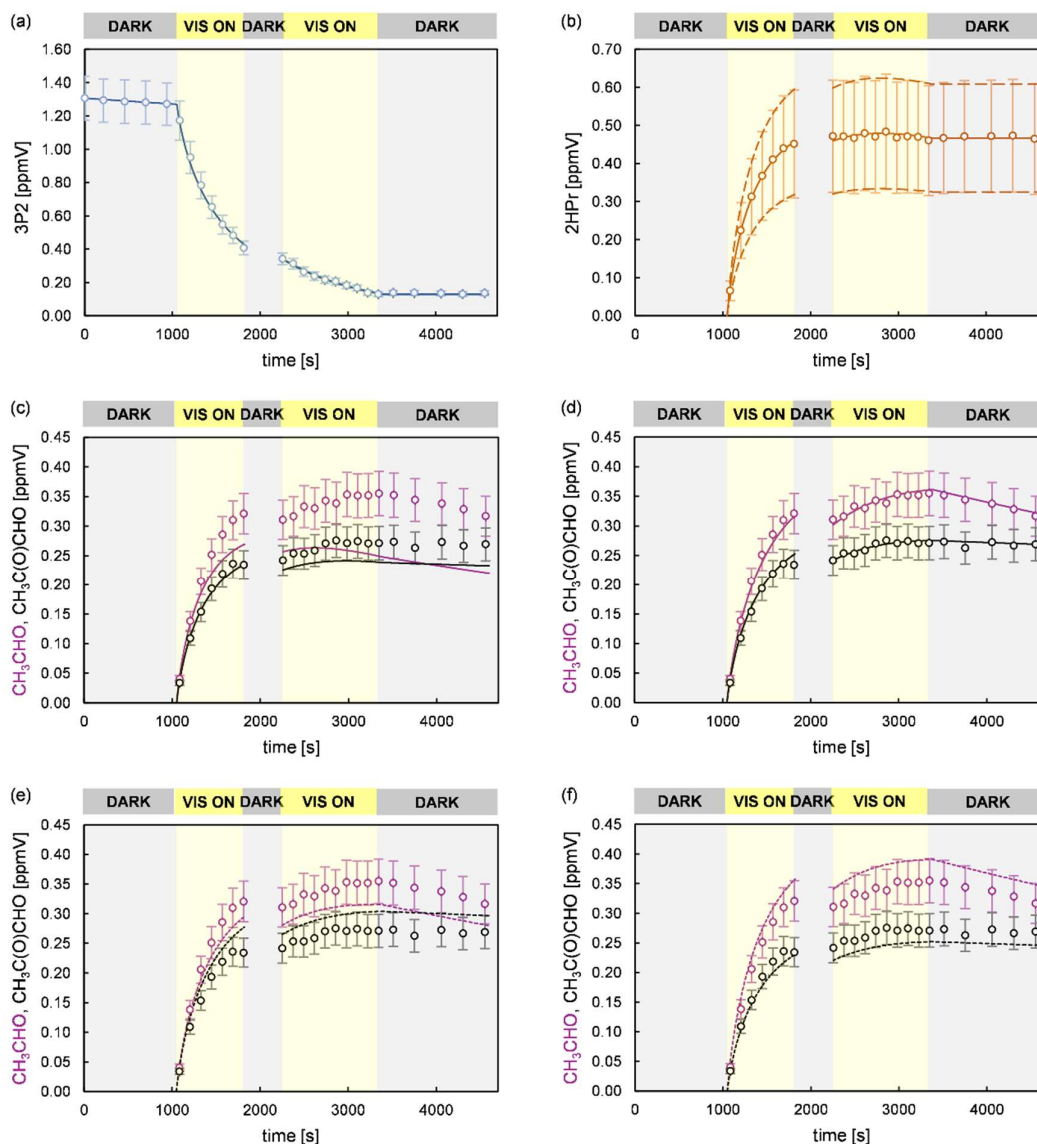 (a)
DARK VIS ON DARK VIS ON DARK
3P2 [ppmV]
1.60
1.40
1.20
1.00
0.80
0.60
0.40
0.20
0.00
0 1000 2000 3000 4000
time [s]
(b)
DARK VIS ON DARK VIS ON DARK
2HPr [ppmV]
0.70
0.60
0.50
0.40
0.30
0.20
0.10
0.00
0 1000 2000 3000 4000
time [s]
(c)
DARK VIS ON DARK VIS ON DARK
CH₃CHO, CH₃C(O)CHO [ppmV]
0.45
0.40
0.35
0.30
0.25
0.20
0.15
0.10
0.05
0.00
0 1000 2000 3000 4000
time [s]
(d)
DARK VIS ON DARK VIS ON DARK
CH₃CHO, CH₃C(O)CHO [ppmV]
0.45
0.40
0.35
0.30
0.25
0.20
0.15
0.10
0.05
0.00
0 1000 2000 3000 4000
time [s]
(e)
DARK VIS ON DARK VIS ON DARK
CH₃CHO, CH₃C(O)CHO [ppmV]
0.45
0.40
0.35
0.30
0.25
0.20
0.15
0.10
0.05
0.00
0 1000 2000 3000 4000
time [s]
(f)
DARK VIS ON DARK VIS ON DARK
CH₃CHO, CH₃C(O)CHO [ppmV]
0.45
0.40
0.35
0.30
0.25
0.20
0.15
0.10
0.05
0.00
0 1000 2000 3000 4000
time [s]